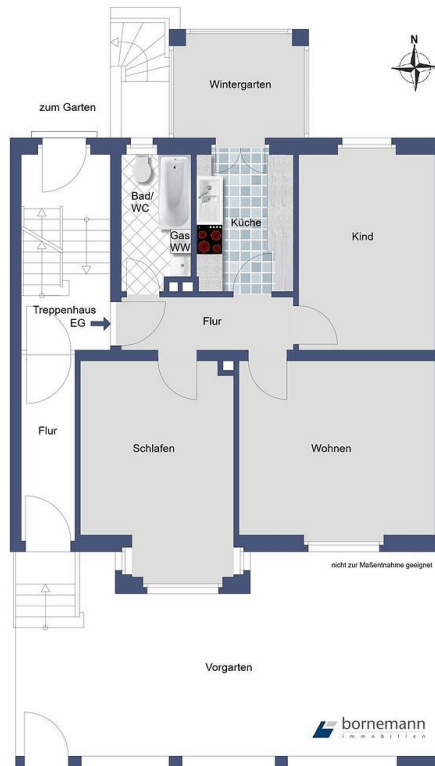 N
Wintergarten
zum Garten
Bad/
WC
Gas
WW
Küche
Kind
Treppenhaus
EG
Flur
Flur
Schlafen
Wohnen
nicht zur Maßentnahme geeignet
Vorgarten
bornemann
immobilien